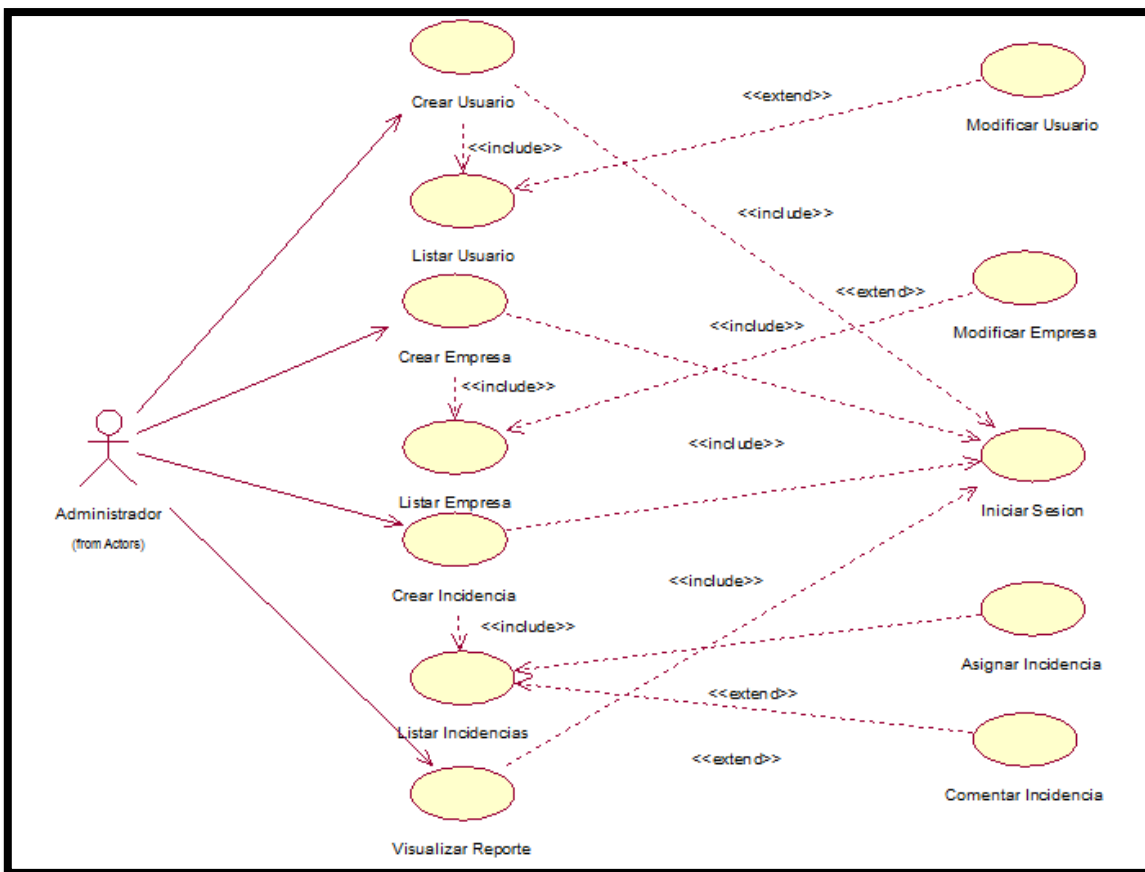 Crear Usuario
<<extend>>
Modificar Usuario
<<include>>
<<include>>
Listar Usuario
<<extend>>
Modificar Empresa
<<include>>
Crear Empresa
<<include>>
<<include>>
Listar Empresa
Iniciar Sesion
Administrador
(from Actors)
Crear Incidencia
<<include>>
<<include>>
Asignar Incidencia
<<extend>>
Listar Incidencias
<<extend>>
Comentar Incidencia
Visualizar Reporte